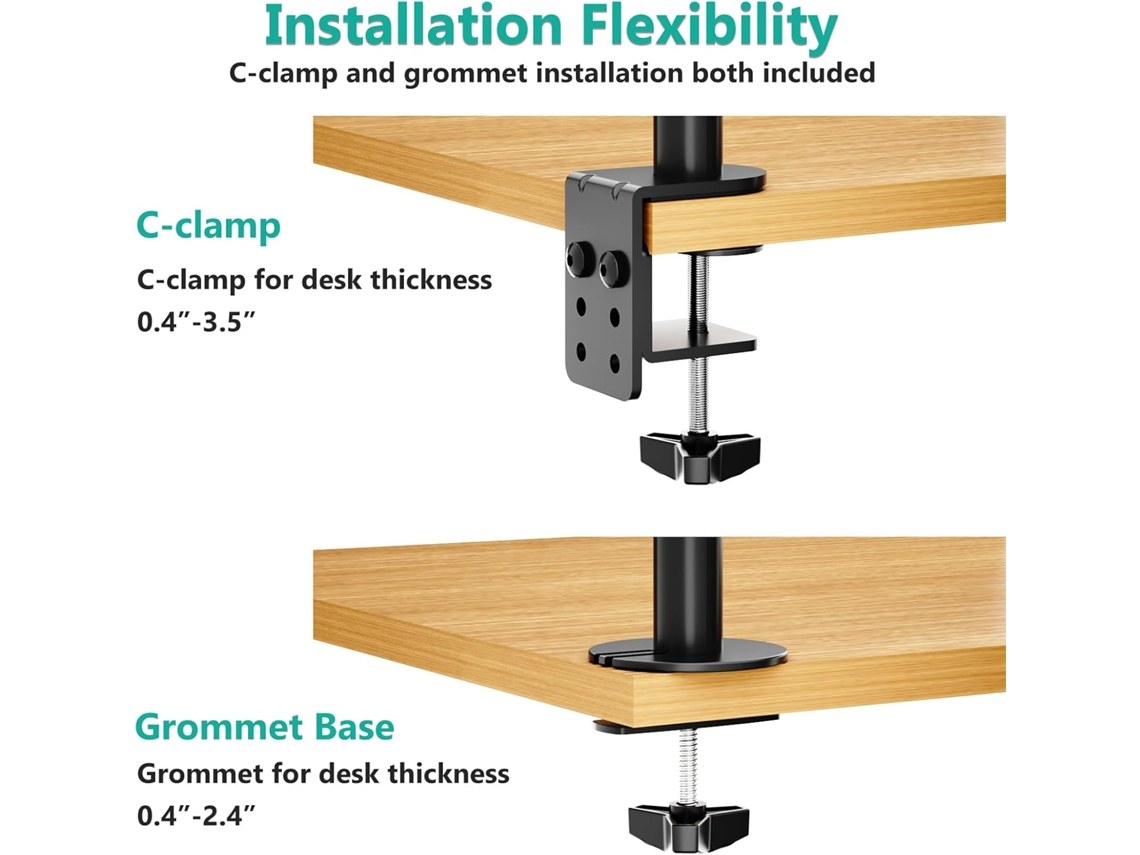 Installation Flexibility
C-clamp and grommet installation both included
C-clamp
C-clamp for desk thickness
0.4”-3.5”
Grommet Base
Grommet for desk thickness
0.4”-2.4”